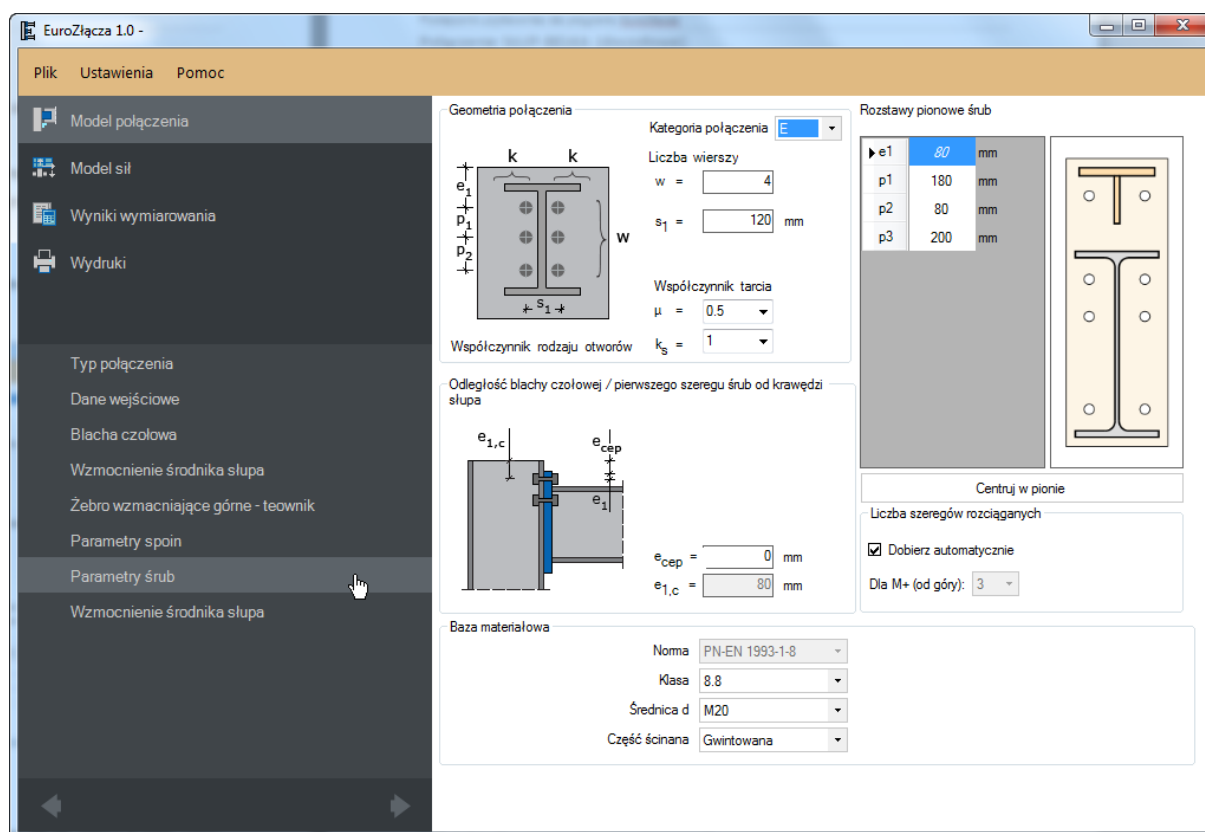 EuroZłącza 1.0 -
Plik Ustawienia Pomoc
Model połączenia
Model sił
Wyniki wymiarowania
Wydruki
Typ połączenia
Dane wejściowe
Blacha czołowa
Wzmocnienie środnika słupa
Żebro wzmacniające górne - teownik
Parametry spoin
Parametry śrub
Wzmocnienie środnika słupa
Geometria połączenia
Kategoria połączenia E
k k
e1
p1
p2
w
s1
Liczba wierszy
w = 4
s1 = 120 mm
Współczynnik tarcia
μ = 0.5
Współczynnik rodzaju otworów ks = 1
Odległość blachy czołowej / pierwszego szeregu śrub od krawędzi
słupa
e1,c
ecep
e1
ecep = 0 mm
e1,c = 80 mm
Rozstawy pionowe śrub
e1 80 mm
p1 180 mm
p2 80 mm
p3 200 mm
Centruj w pionie
Liczba szeregów rozciąganych
Dobierz automatycznie
Dla M+ (od góry): 3
Baza materiałowa
Norma PN-EN 1993-1-8
Klasa 8.8
Średnica d M20
Część ścinana Gwintowana